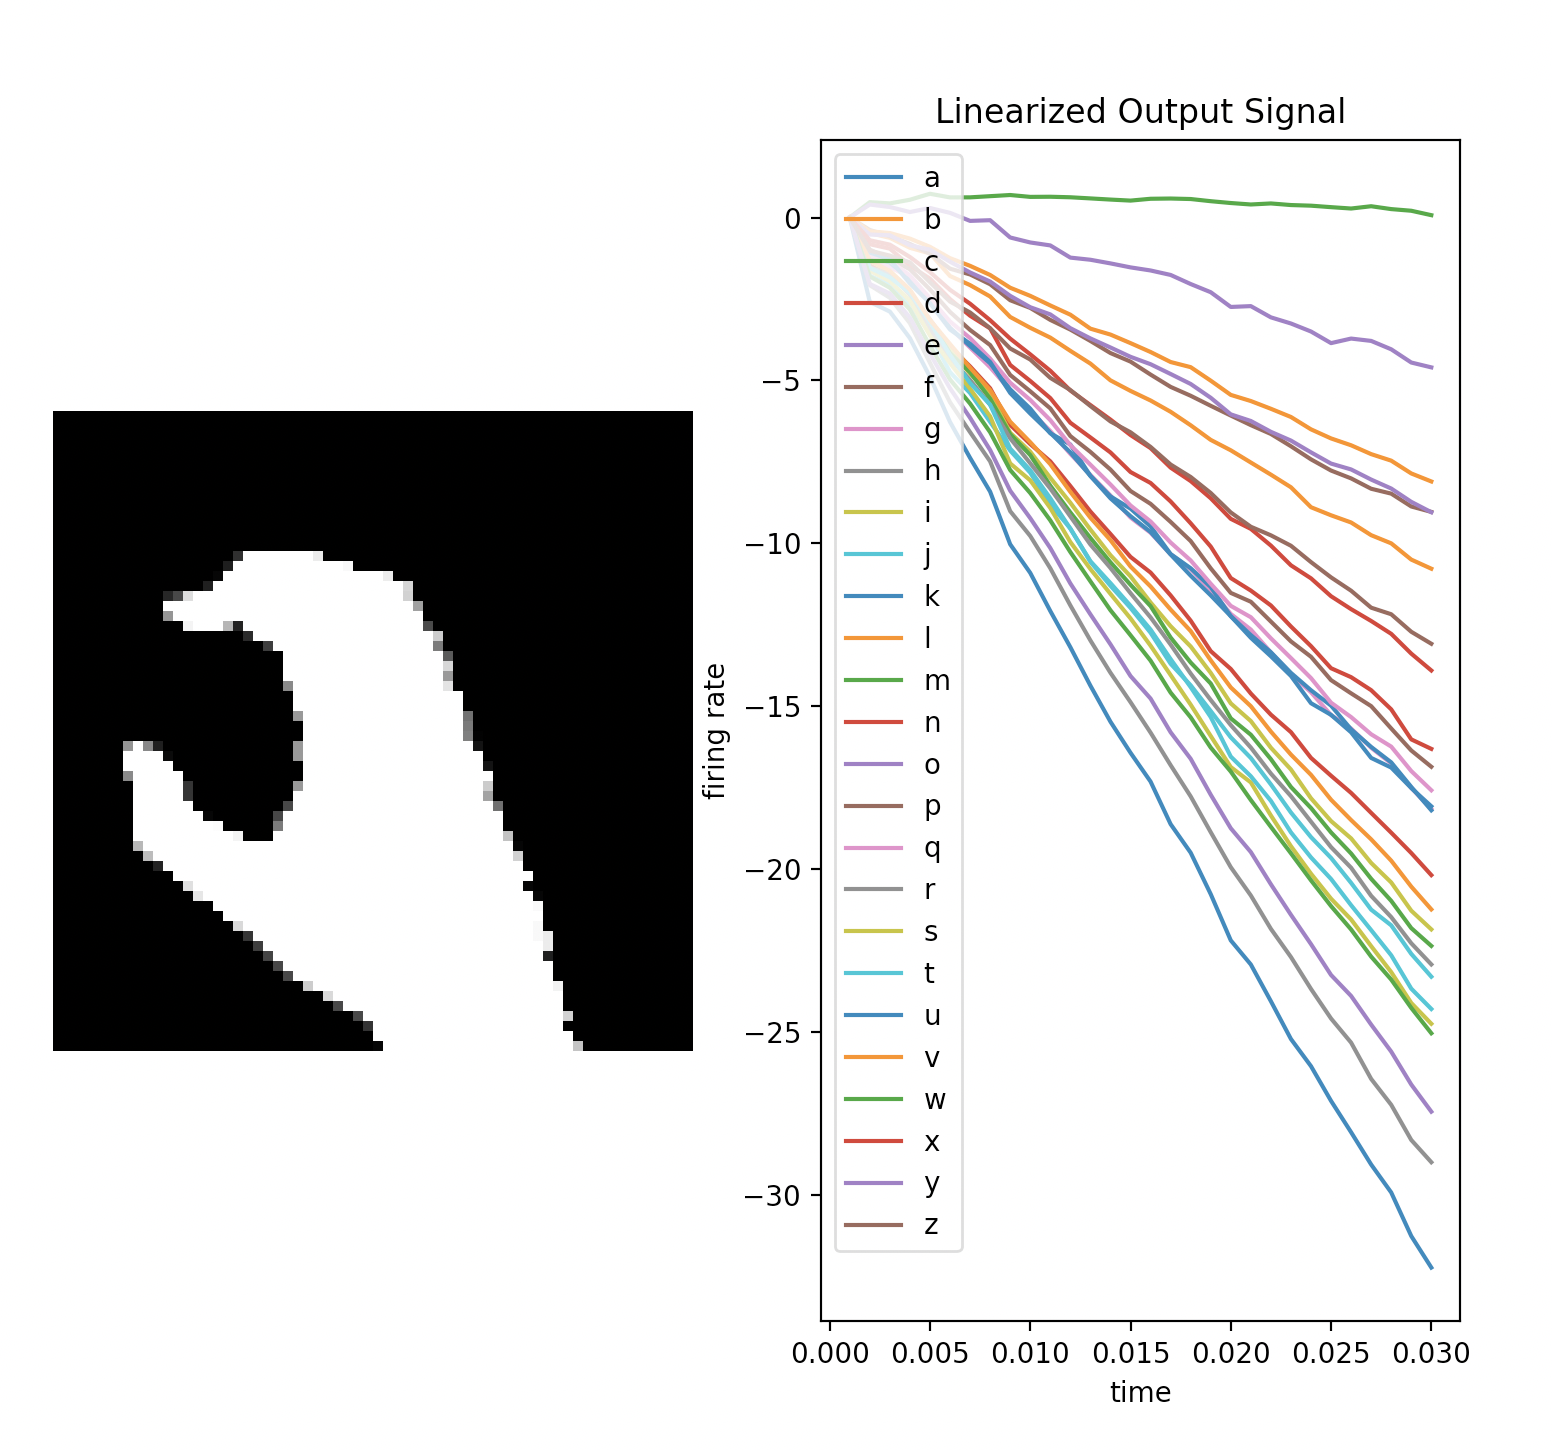 Linearized Output Signal
firing rate
0
−5
−10
−15
−20
−25
−30
a
b
c
d
e
f
g
h
i
j
k
l
m
n
o
p
q
r
s
t
u
v
w
x
y
z
0.000 0.005 0.010 0.015 0.020 0.025 0.030
time